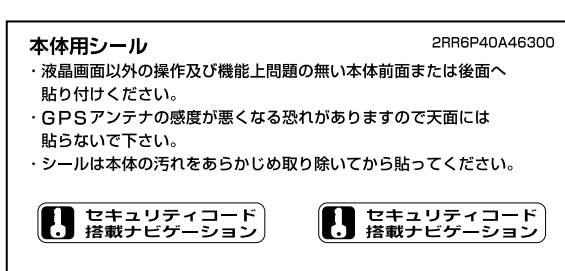 本体用シール
2RR6P40A46300
・液晶画面以外の操作及び機能上問題の無い本体前面または後面へ
貼り付けください。
・GPSアンテナの感度が悪くなる恐れがありますので天面には
貼らないで下さい。
・シールは本体の汚れをあらかじめ取り除いてから貼ってください。
セキュリティコード
搭載ナビゲーション
セキュリティコード
搭載ナビゲーション